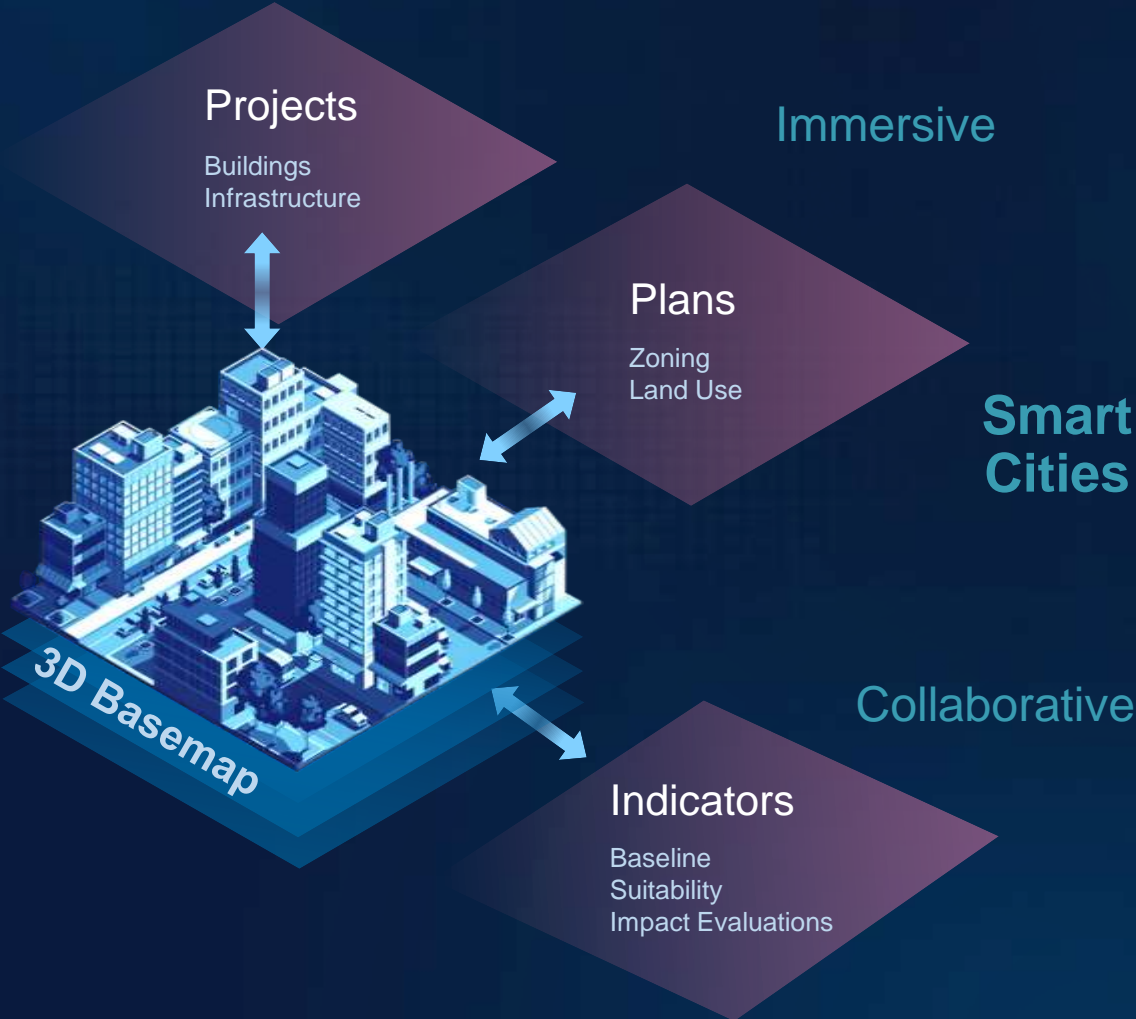 Projects
Buildings
Infrastructure
Immersive
Plans
Zoning
Land Use
Smart
Cities
3D Basemap
Collaborative
Indicators
Baseline
Suitability
Impact Evaluations